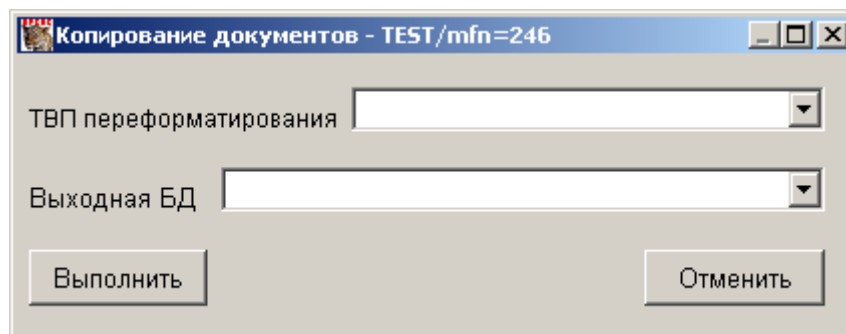 Копирование документов - TEST/mfn=246
ТВП переформатирования
Выходная БД
Выполнить
Отменить